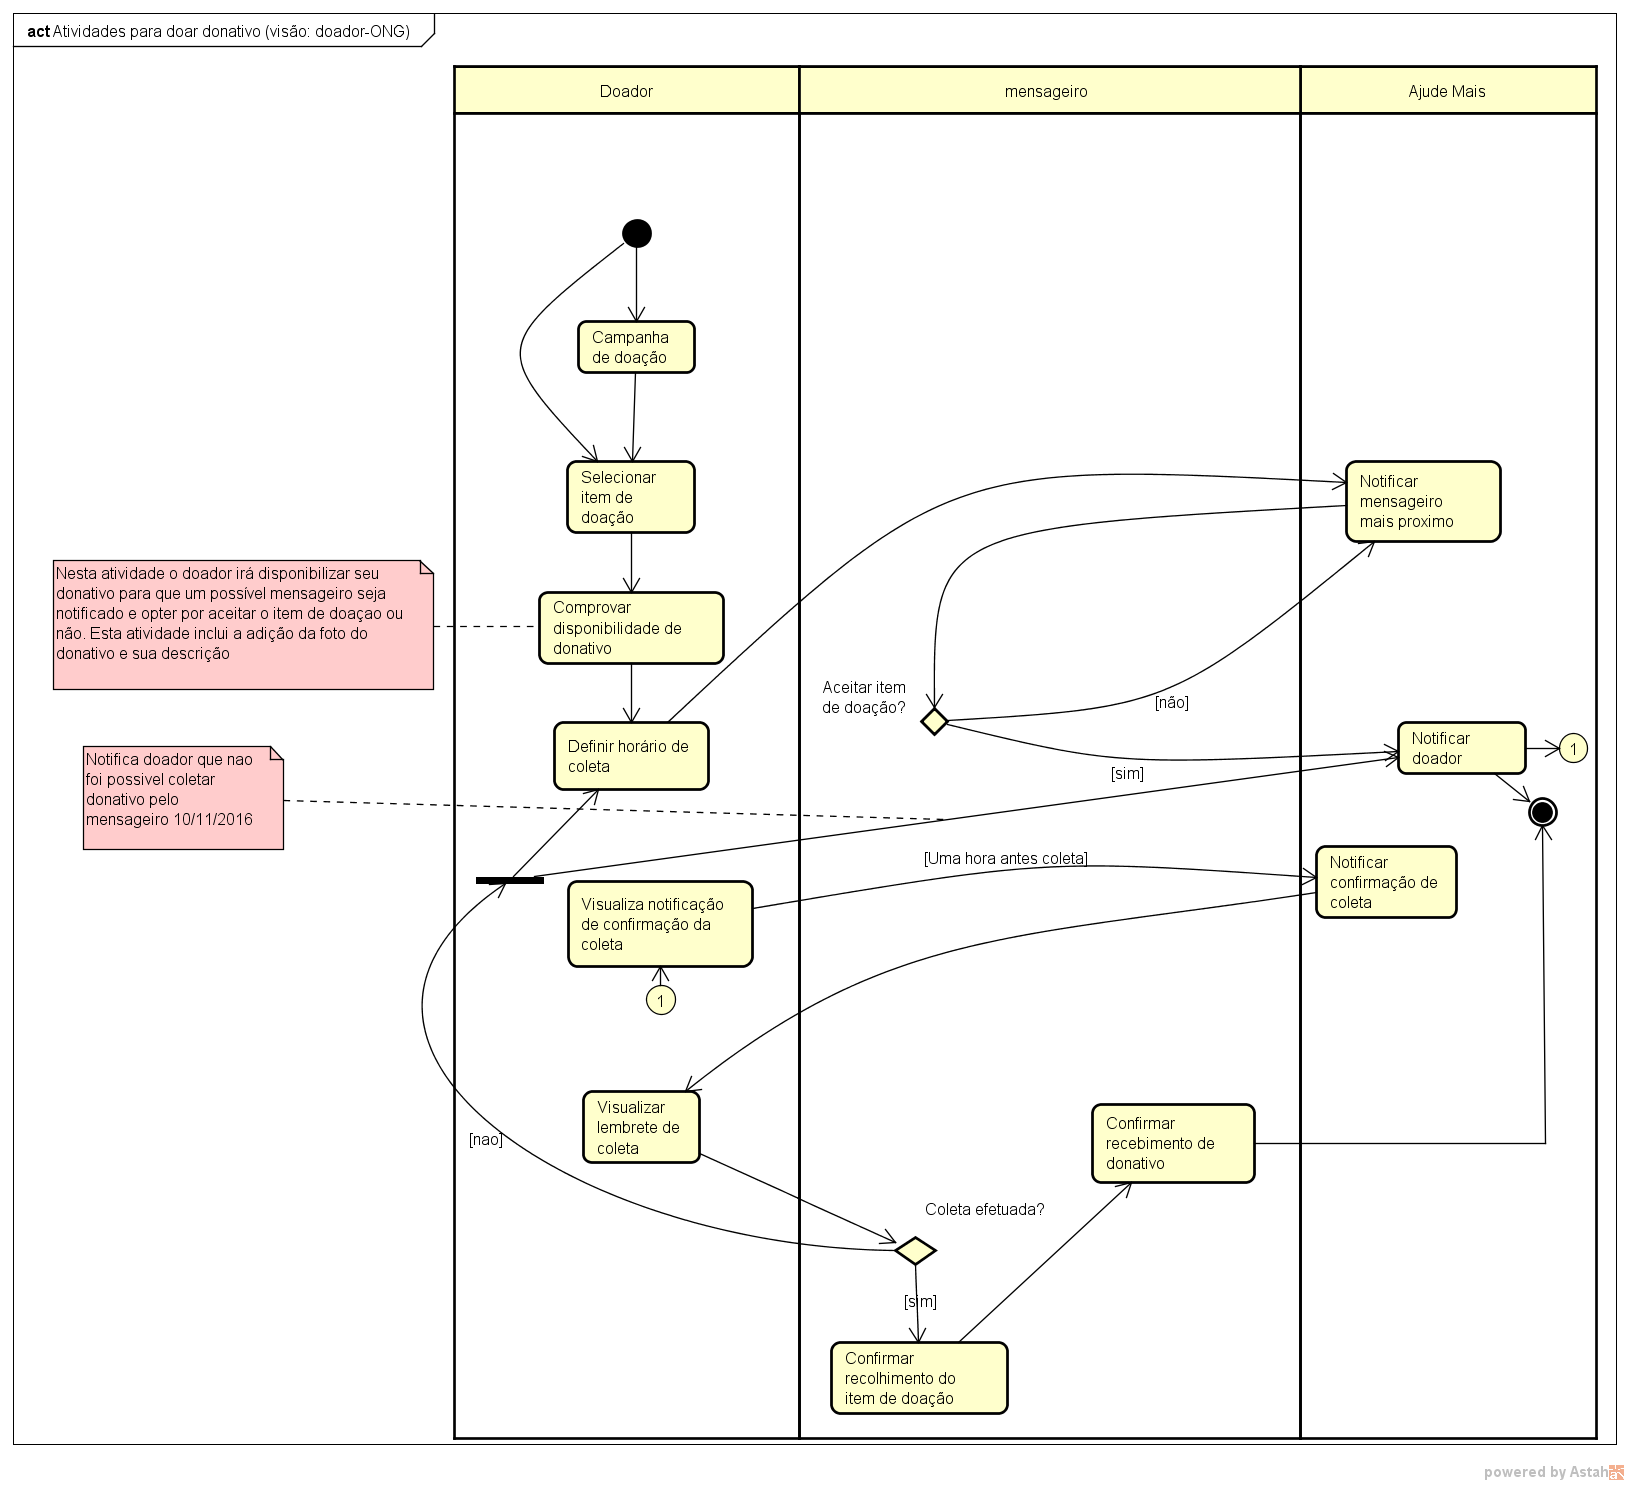 act Atividades para doar donativo (visão: doador-ONG)
Doador
mensageiro
Ajude Mais
Campanha
de doação
Selecionar
item de
doação
Notificar
mensageiro
mais proximo
Nesta atividade o doador irá disponibilizar seu
donativo para que um possível mensageiro seja
notificado e opter por aceitar o item de doaçao ou
não. Esta atividade inclui a adição da foto do
donativo e sua descrição
Comprovar
disponibilidade de
donativo
Aceitar item
de doação?
[não]
[sim]
Definir horário de
coleta
Notificar
doador
1
Notifica doador que nao
foi possivel coletar
donativo pelo
mensageiro 10/11/2016
[Uma hora antes coleta]
Notificar
confirmação de
coleta
Visualiza notificação
de confirmação da
coleta
1
Visualizar
lembrete de
coleta
[nao]
Confirmar
recebimento de
donativo
Coleta efetuada?
[sim]
Confirmar
recolhimento do
item de doação
powered by Astah